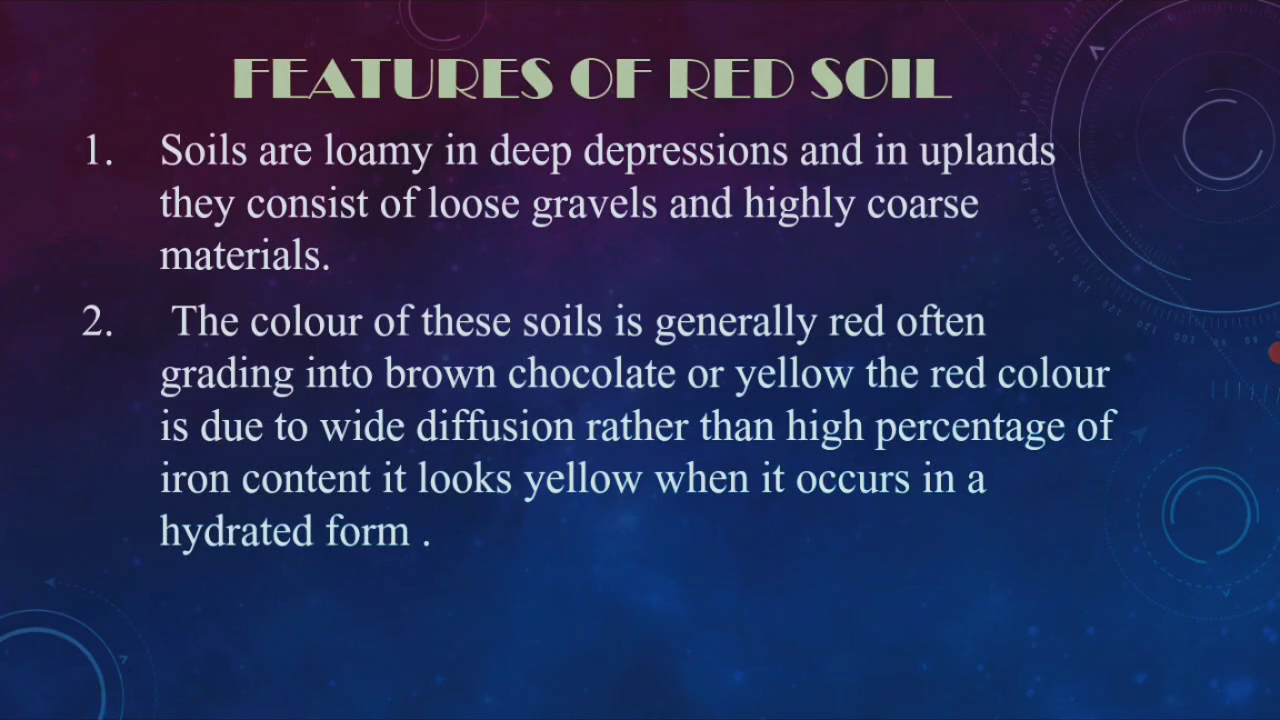 FEATURES OF RED SOIL
1. Soils are loamy in deep depressions and in uplands
they consist of loose gravels and highly coarse
materials.
2. The colour of these soils is generally red often
grading into brown chocolate or yellow the red colour
is due to wide diffusion rather than high percentage of
iron content it looks yellow when it occurs in a
hydrated form .